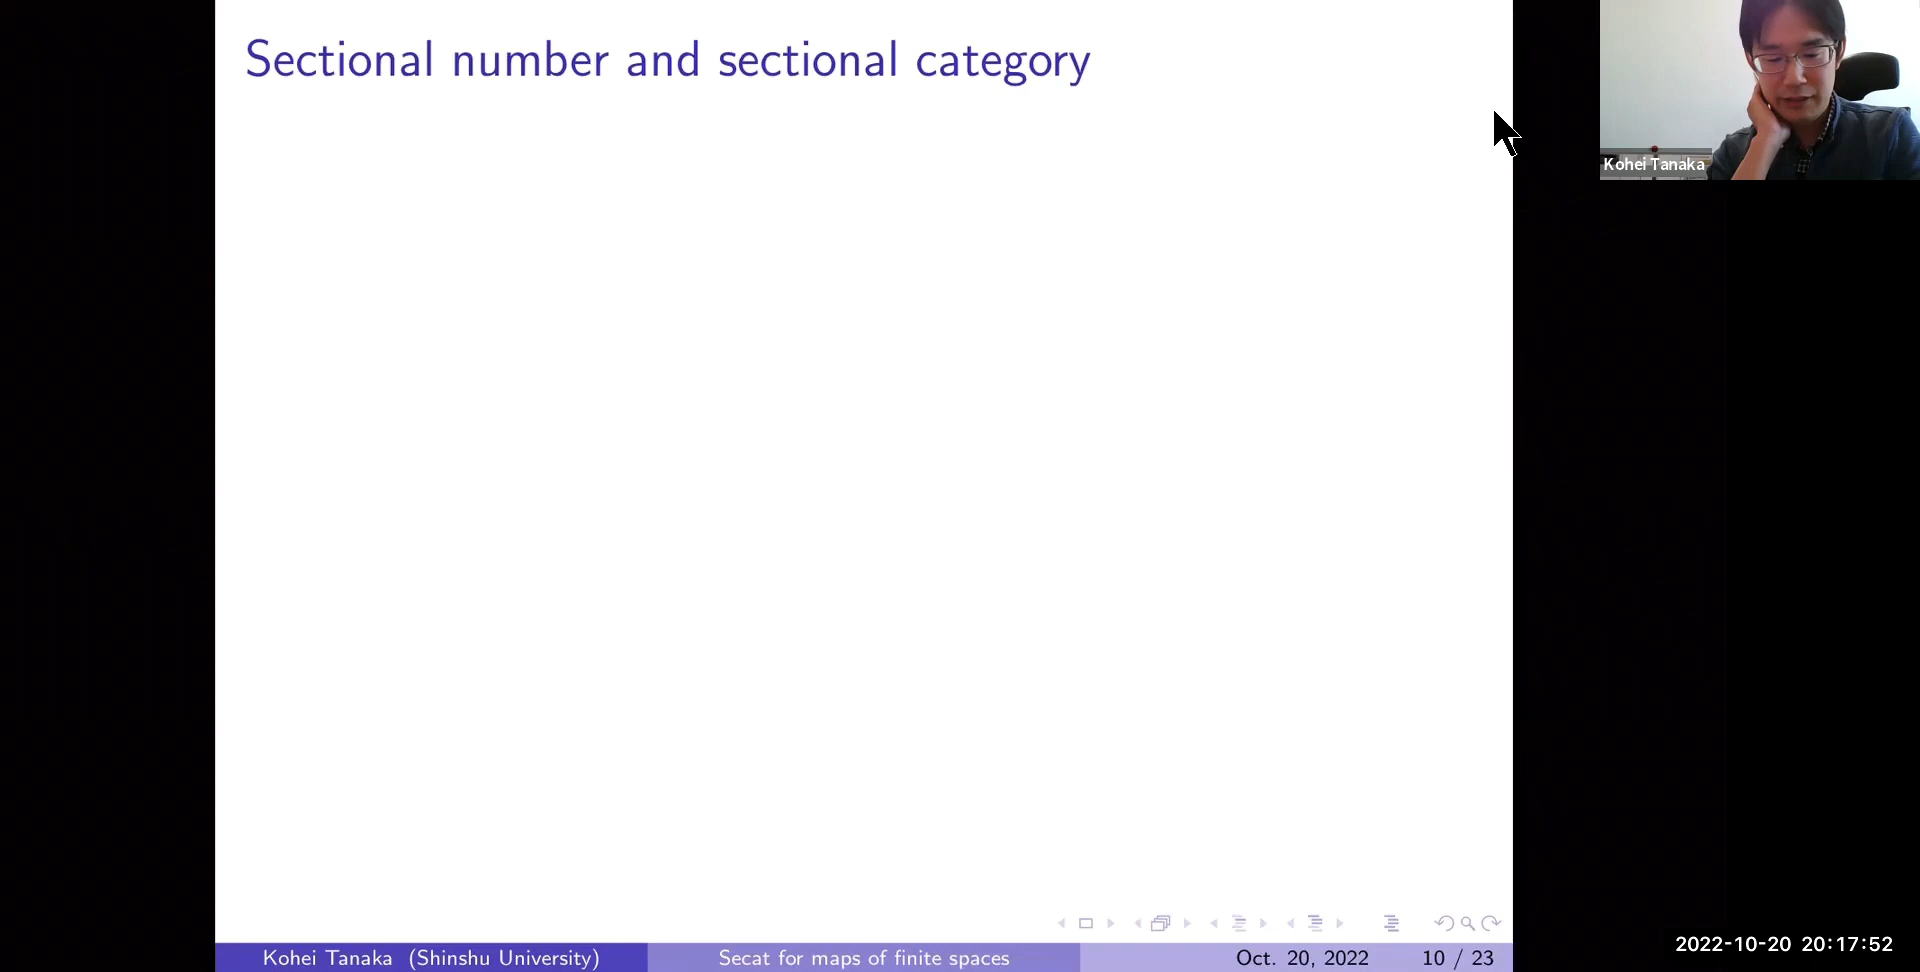 Sectional number and sectional category
Kohei Tanaka
Kohei Tanaka (Shinshu University)
Secat for maps of finite spaces
Oct. 20, 2022
10 / 23
2022-10-20 20:17:52